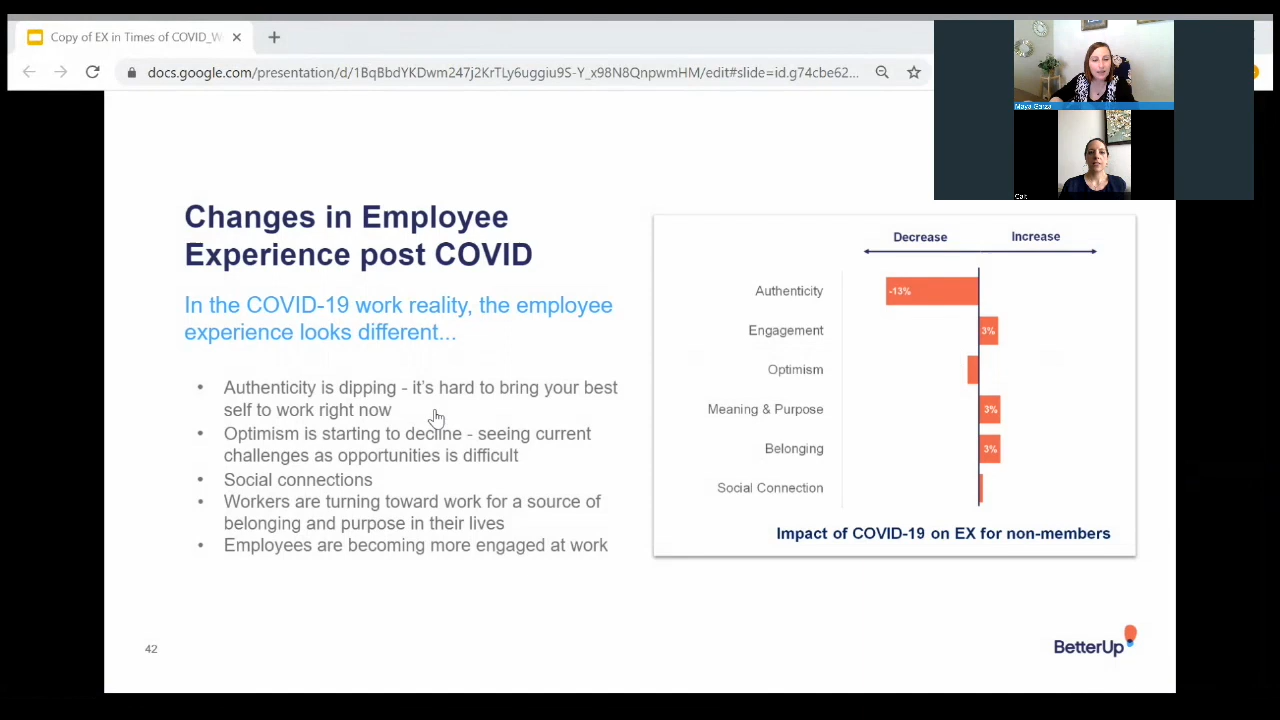 Copy of EX in Times of COVID_W
docs.google.com/presentation/d/1BqBbdYKDwm247j2KrTLy6uggiu9S-Y_x98N8QnpwmHM/edit#slide=id.g74cbe62...
Maya Garza
Cait
Changes in Employee
Experience post COVID
In the COVID-19 work reality, the employee
experience looks different...
• Authenticity is dipping - it's hard to bring your best
self to work right now
• Optimism is starting to decline - seeing current
challenges as opportunities is difficult
• Social connections
• Workers are turning toward work for a source of
belonging and purpose in their lives
• Employees are becoming more engaged at work
Decrease Increase
Authenticity -13%
Engagement 3%
Optimism
Meaning & Purpose 3%
Belonging 3%
Social Connection
Impact of COVID-19 on EX for non-members
42
BetterUp